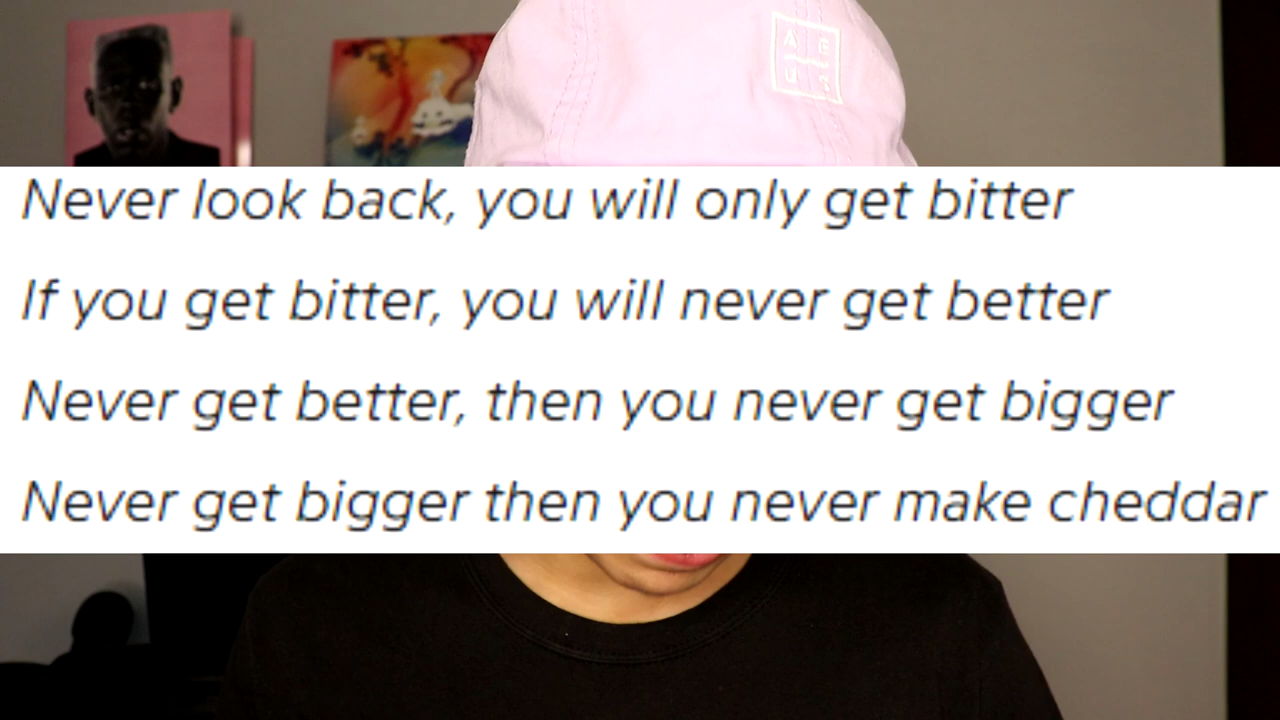 Never look back, you will only get bitter
If you get bitter, you will never get better
Never get better, then you never get bigger
Never get bigger then you never make cheddar